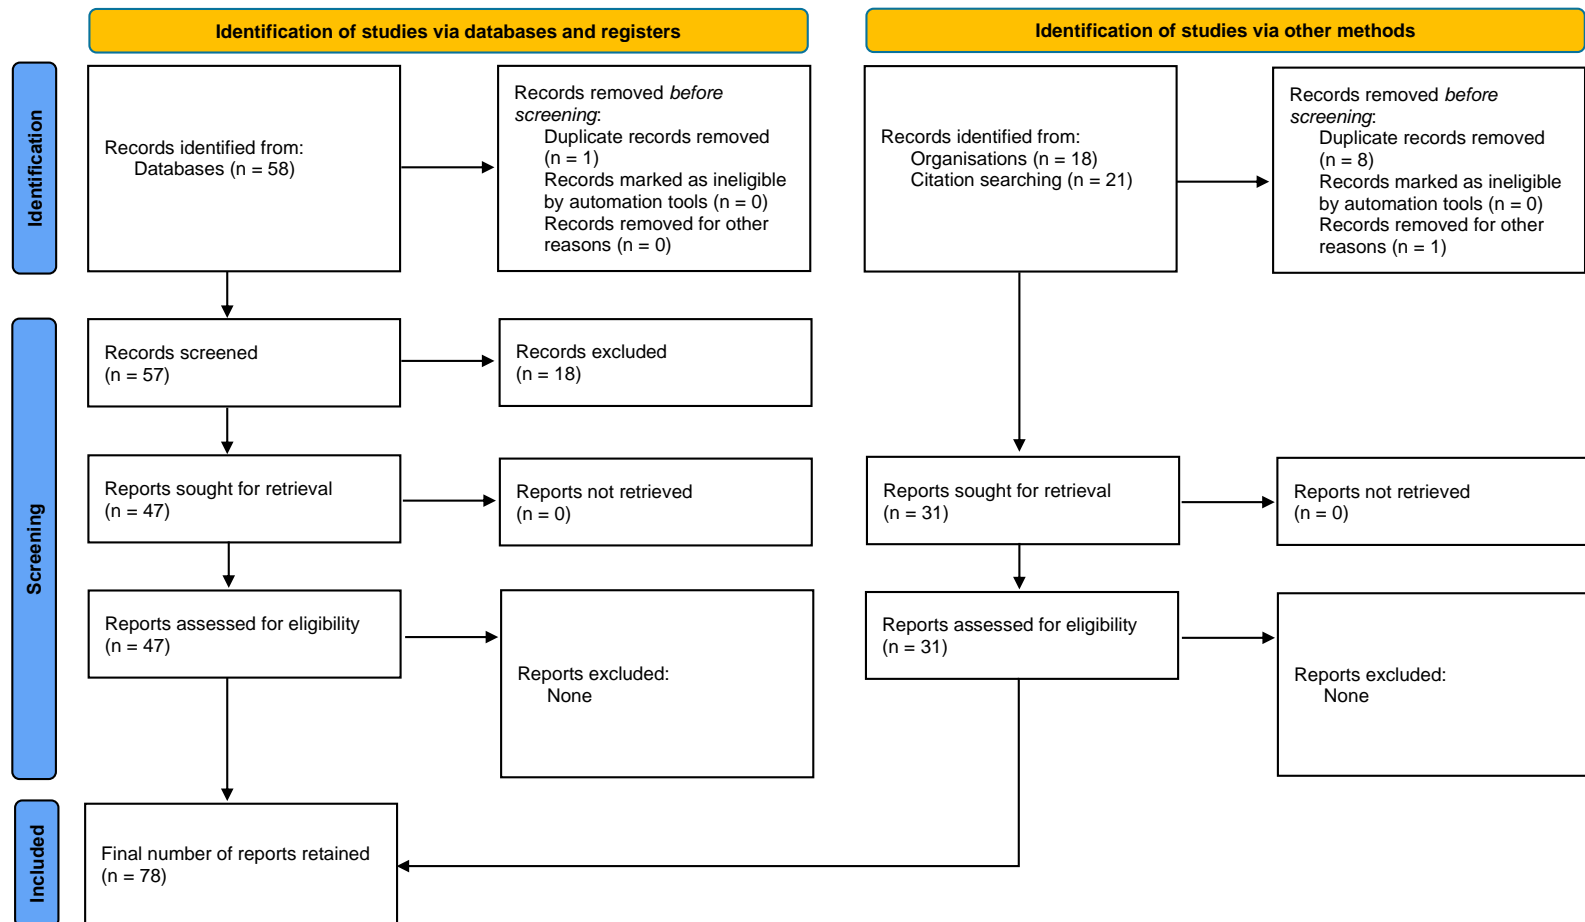 Identification of studies via databases and registers
Identification of studies via other methods
Identification
Records identified from:
Databases (n = 58)
Records removed before
screening:
Duplicate records removed
(n = 1)
Records marked as ineligible
by automation tools (n = 0)
Records removed for other
reasons (n = 0)
Records identified from:
Organisations (n = 18)
Citation searching (n = 21)
Records removed before
screening:
Duplicate records removed
(n = 8)
Records marked as ineligible
by automation tools (n = 0)
Records removed for other
reasons (n = 1)
Screening
Records screened
(n = 57)
Records excluded
(n = 18)
Reports sought for retrieval
(n = 47)
Reports not retrieved
(n = 0)
Reports sought for retrieval
(n = 31)
Reports not retrieved
(n = 0)
Reports assessed for eligibility
(n = 47)
Reports excluded:
None
Reports assessed for eligibility
(n = 31)
Reports excluded:
None
Included
Final number of reports retained
(n = 78)